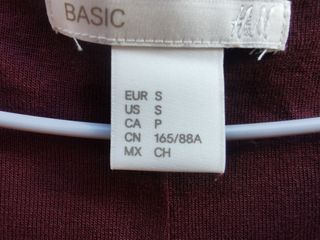 BASIC H&M
EUR S
US S
CA P
CN 165/88A
MX CH